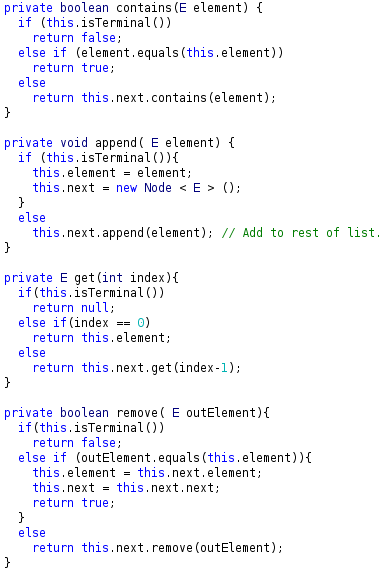 private boolean contains(E element) {
  if (this.isTerminal())
    return false;
  else if (element.equals(this.element))
    return true;
  else
    return this.next.contains(element);
}

private void append( E element) {
  if (this.isTerminal()){
    this.element = element;
    this.next = new Node < E > ();
  }
  else
    this.next.append(element); // Add to rest of list.
}

private E get(int index){
  if(this.isTerminal())
    return null;
  else if(index == 0)
    return this.element;
  else
    return this.next.get(index-1);
}

private boolean remove( E outElement){
  if(this.isTerminal())
    return false;
  else if (outElement.equals(this.element)){
    this.element = this.next.element;
    this.next = this.next.next;
    return true;
  }
  else
    return this.next.remove(outElement);
}